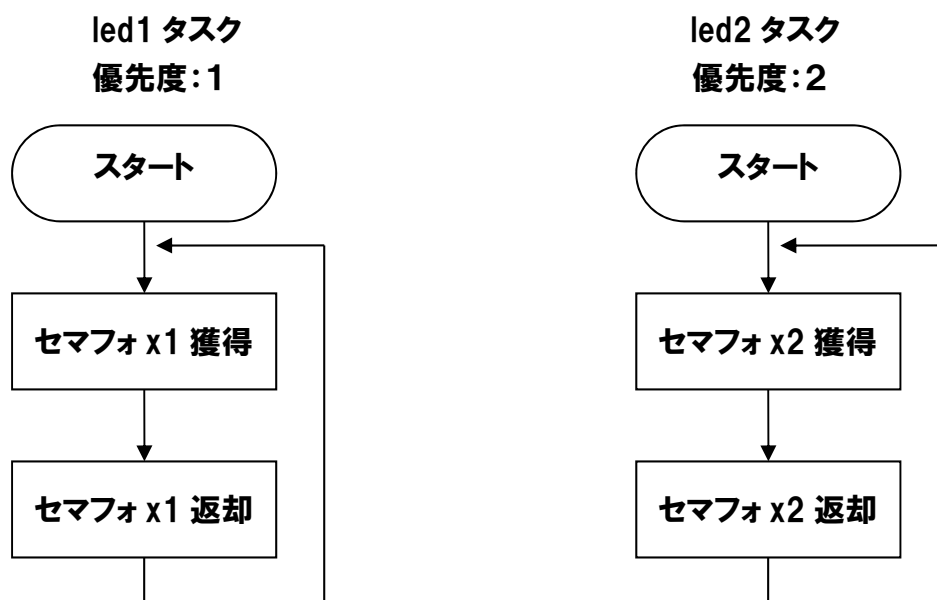 led1 タスク
優先度：1
スタート
セマフォ x1 獲得
セマフォ x1 返却
led2 タスク
優先度：2
スタート
セマフォ x2 獲得
セマフォ x2 返却